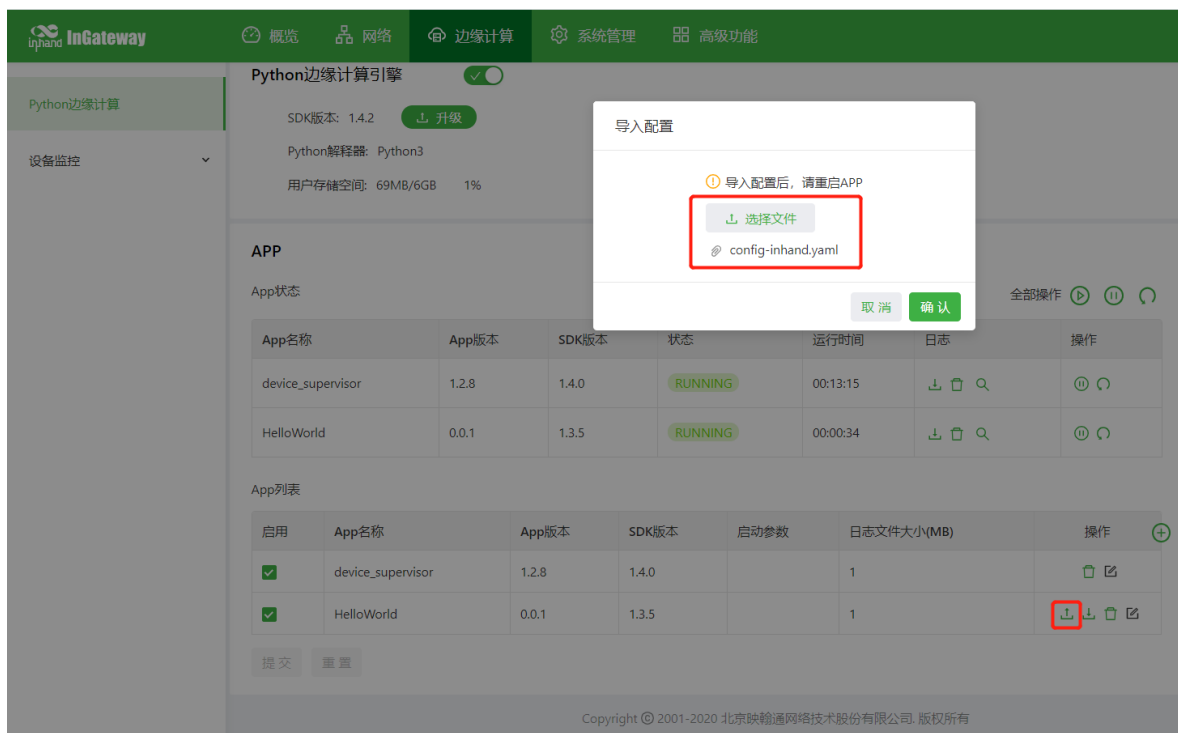 inhand InGateway 概览 网络 边缘计算 系统管理 高级功能
Python边缘计算
设备监控
Python边缘计算引擎
SDK版本: 1.4.2 升级
Python解释器: Python3
用户存储空间: 69MB/6GB 1%
导入配置
导入配置后，请重启APP
选择文件
config-inhand.yaml
取消 确认
APP
App状态 全部操作
App名称 App版本 SDK版本 状态 运行时间 日志 操作
device_supervisor 1.2.8 1.4.0 RUNNING 00:13:15
HelloWorld 0.0.1 1.3.5 RUNNING 00:00:34
App列表
启用 App名称 App版本 SDK版本 启动参数 日志文件大小(MB) 操作
device_supervisor 1.2.8 1.4.0 1
HelloWorld 0.0.1 1.3.5 1
提交 重置
Copyright © 2001-2020 北京映翰通网络技术股份有限公司. 版权所有